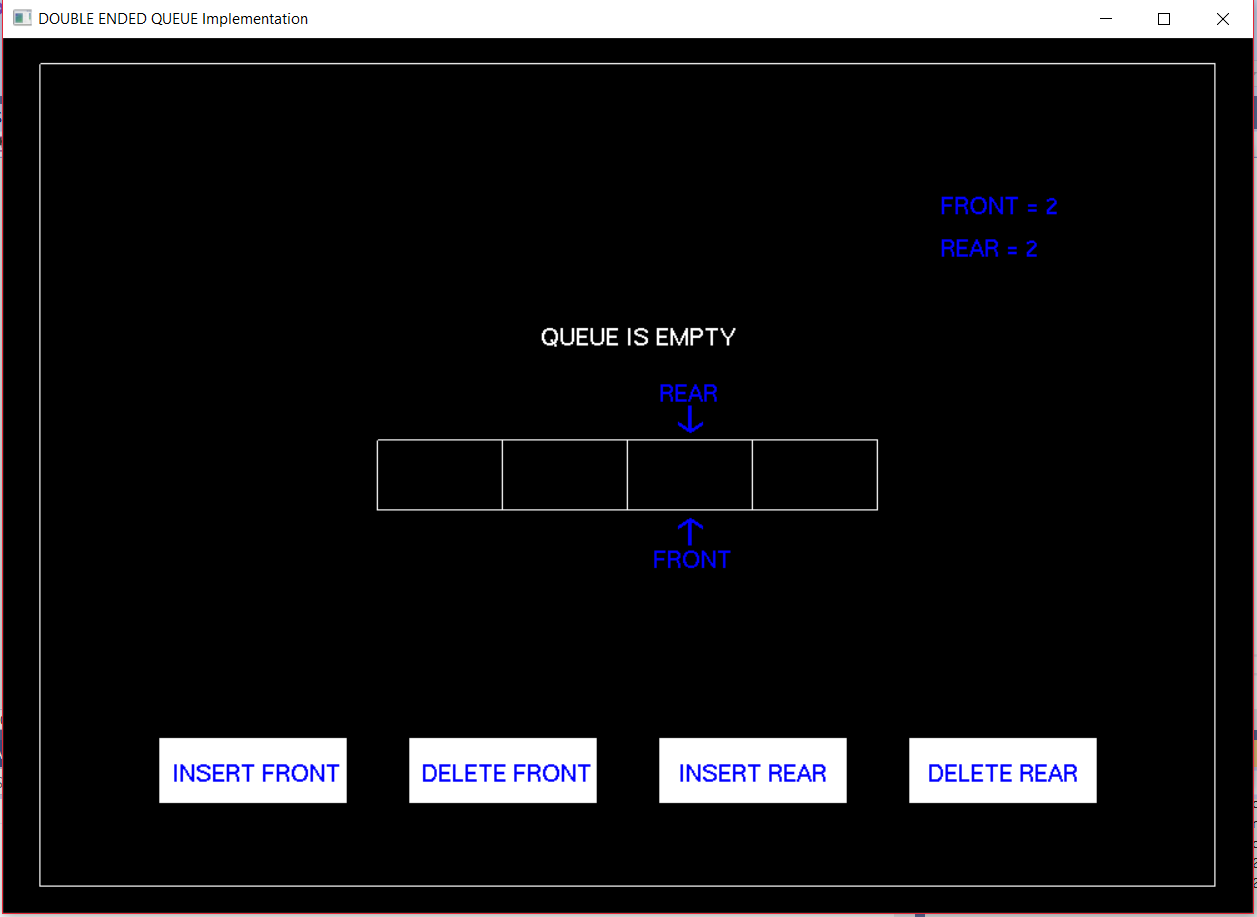 DOUBLE ENDED QUEUE Implementation
FRONT = 2
REAR = 2
QUEUE IS EMPTY
REAR
FRONT
INSERT FRONT
DELETE FRONT
INSERT REAR
DELETE REAR